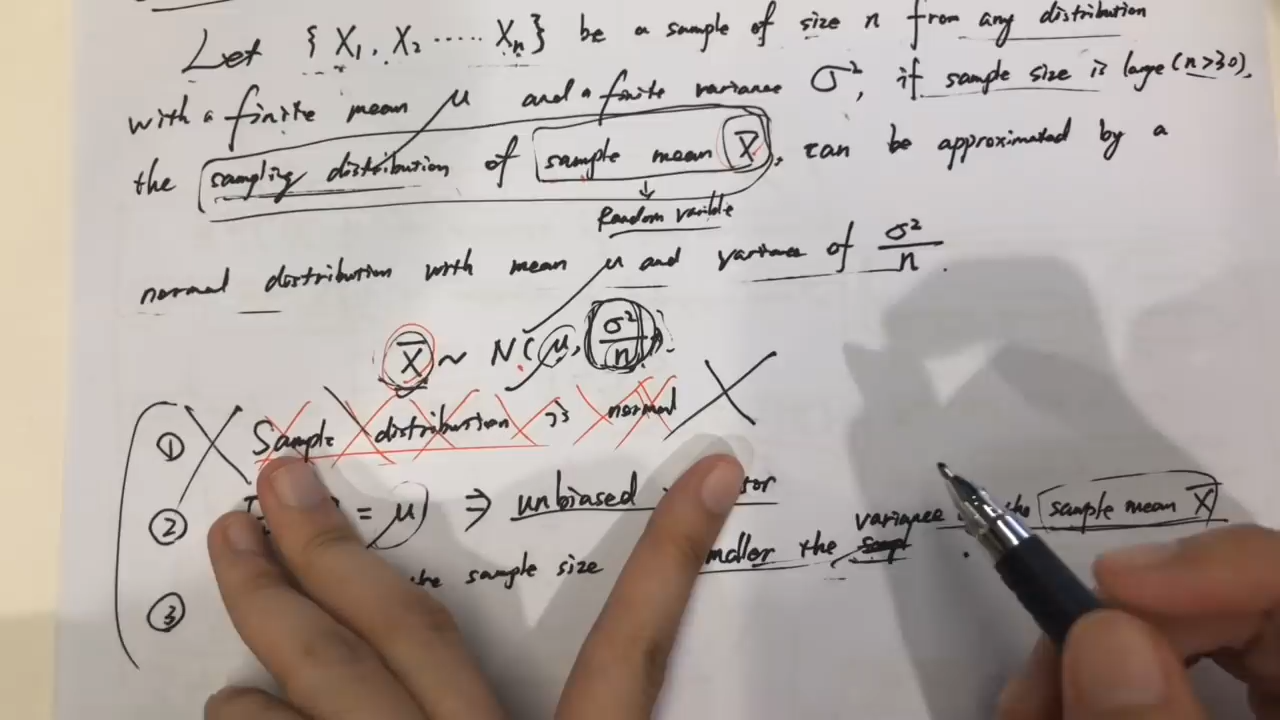 Let { X₁, X₂ ..... Xₙ } be a sample of size n from any distribution
with a finite mean μ and a finite variance σ², if sample size is large (n>30),
the sampling distribution of sample mean X̄, can be approximated by a
Random varible
normal distribution with mean μ and variance of σ²/n.
X̄ ~ N(μ, σ²/n)
① Sample distribution is normal
② = μ) ⇒ unbiased
③ the sample size the variance the sample mean X̄.